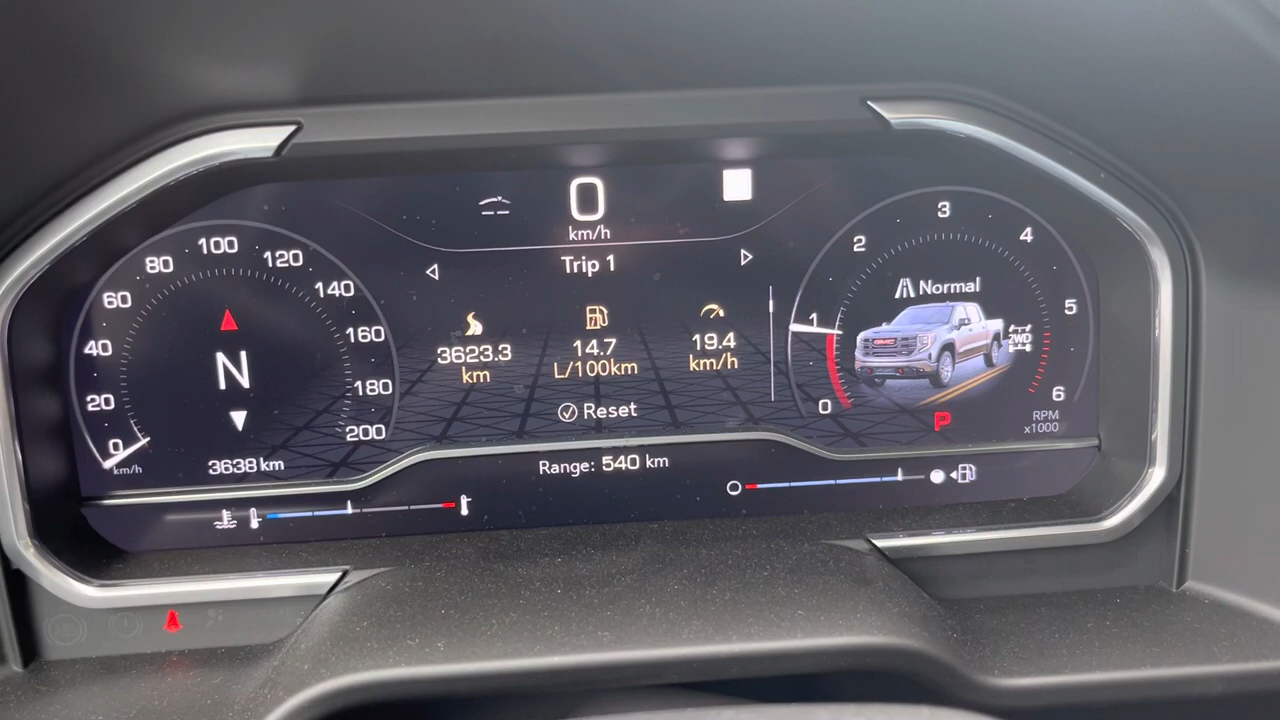 0
km/h
Trip 1
3623.3
km
14.7
L/100km
19.4
km/h
Reset
0
20
40
60
80
100
120
140
160
180
200
km/h
N
3638 km
Range: 540 km
0
1
2
3
4
5
6
Normal
GMC
2WD
P
RPM
x1000